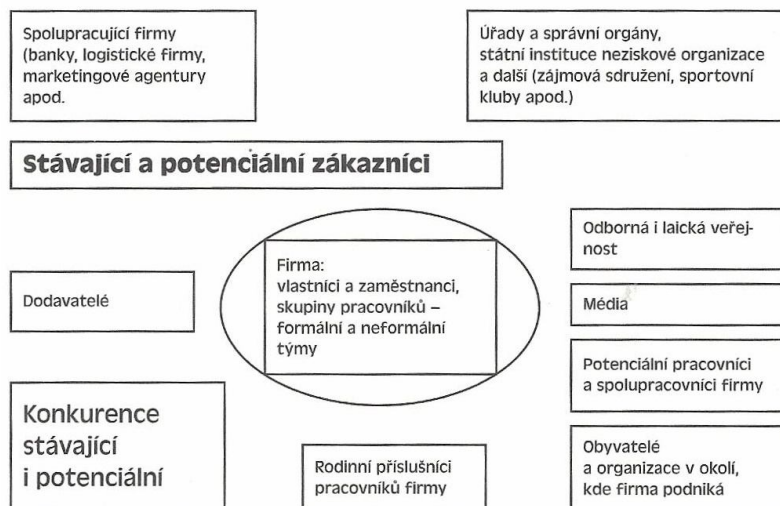 Spolupracující firmy
(banky, logistické firmy,
marketingové agentury
apod.
Úřady a správní orgány,
státní instituce neziskové organizace
a další (zájmová sdružení, sportovní
kluby apod.)
Stávající a potenciální zákazníci
Odborná i laická veřej-
nost
Firma:
vlastníci a zaměstnanci,
skupiny pracovníků –
formální a neformální
týmy
Dodavatelé
Média
Potenciální pracovníci
a spolupracovníci firmy
Konkurence
stávající
i potenciální
Rodinní příslušníci
pracovníků firmy
Obyvatelé
a organizace v okolí,
kde firma podniká